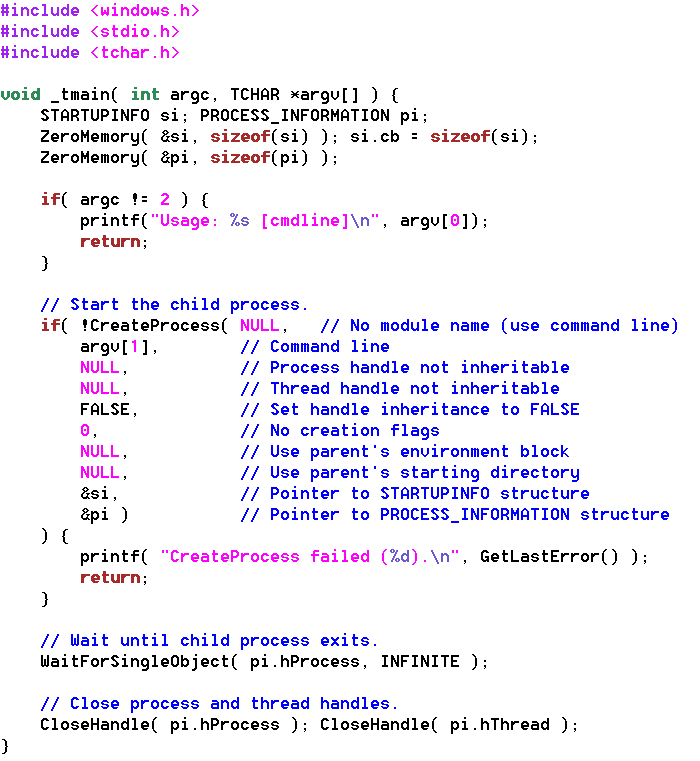 #include <windows.h>
#include <stdio.h>
#include <tchar.h>

void _tmain( int argc, TCHAR *argv[] ) {
    STARTUPINFO si; PROCESS_INFORMATION pi;
    ZeroMemory( &si, sizeof(si) ); si.cb = sizeof(si);
    ZeroMemory( &pi, sizeof(pi) );

    if( argc != 2 ) {
        printf("Usage: %s [cmdline]\n", argv[0]);
        return;
    }

    // Start the child process.
    if( !CreateProcess( NULL,   // No module name (use command line)
        argv[1],        // Command line
        NULL,           // Process handle not inheritable
        NULL,           // Thread handle not inheritable
        FALSE,          // Set handle inheritance to FALSE
        0,              // No creation flags
        NULL,           // Use parent's environment block
        NULL,           // Use parent's starting directory
        &si,            // Pointer to STARTUPINFO structure
        &pi )           // Pointer to PROCESS_INFORMATION structure
    ) {
        printf( "CreateProcess failed (%d).\n", GetLastError() );
        return;
    }

    // Wait until child process exits.
    WaitForSingleObject( pi.hProcess, INFINITE );

    // Close process and thread handles.
    CloseHandle( pi.hProcess ); CloseHandle( pi.hThread );
}